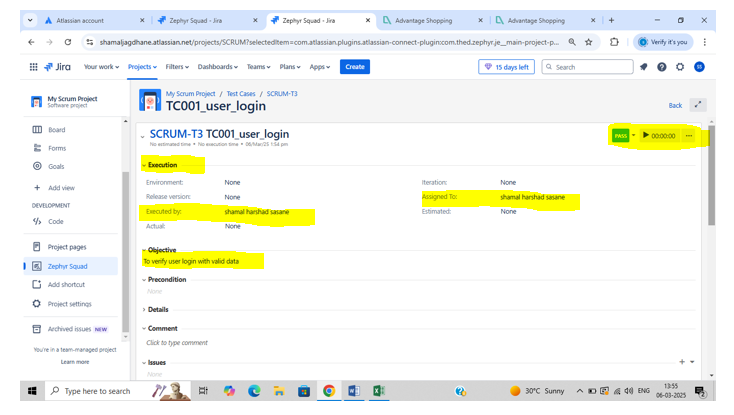 Atlassian account
Zephyr Squad - Jira
Zephyr Squad - Jira
Advantage Shopping
Advantage Shopping
shamaljagdhane.atlassian.net/projects/SCRUM?selectedItem=com.atlassian.plugins.atlassian-connect-plugin:com.thed.zephyr.je__main-project-p...
Verify it's you
Jira
Your work
Projects
Filters
Dashboards
Teams
Plans
Apps
Create
15 days left
Search
SS
My Scrum Project
Software project
Board
Forms
Goals
Add view
DEVELOPMENT
Code
Project pages
Zephyr Squad
Add shortcut
Project settings
Archived issues NEW
You're in a team-managed project
Learn more
My Scrum Project / Test Cases / SCRUM-T3
TC001_user_login
Back
SCRUM-T3 TC001_user_login
No estimated time • No execution time • 06/Mar/25 1:54 pm
PASS
00:00:00
Execution
Environment: None
Iteration: None
Release version: None
Assigned To: shamal harshad sasane
Executed by: shamal harshad sasane
Estimated: None
Actual: None
Objective
To verify user login with valid data
Precondition
None
Details
Comment
Click to type comment
Issues
None
Type here to search
30°C Sunny
ENG
13:55
06-03-2025